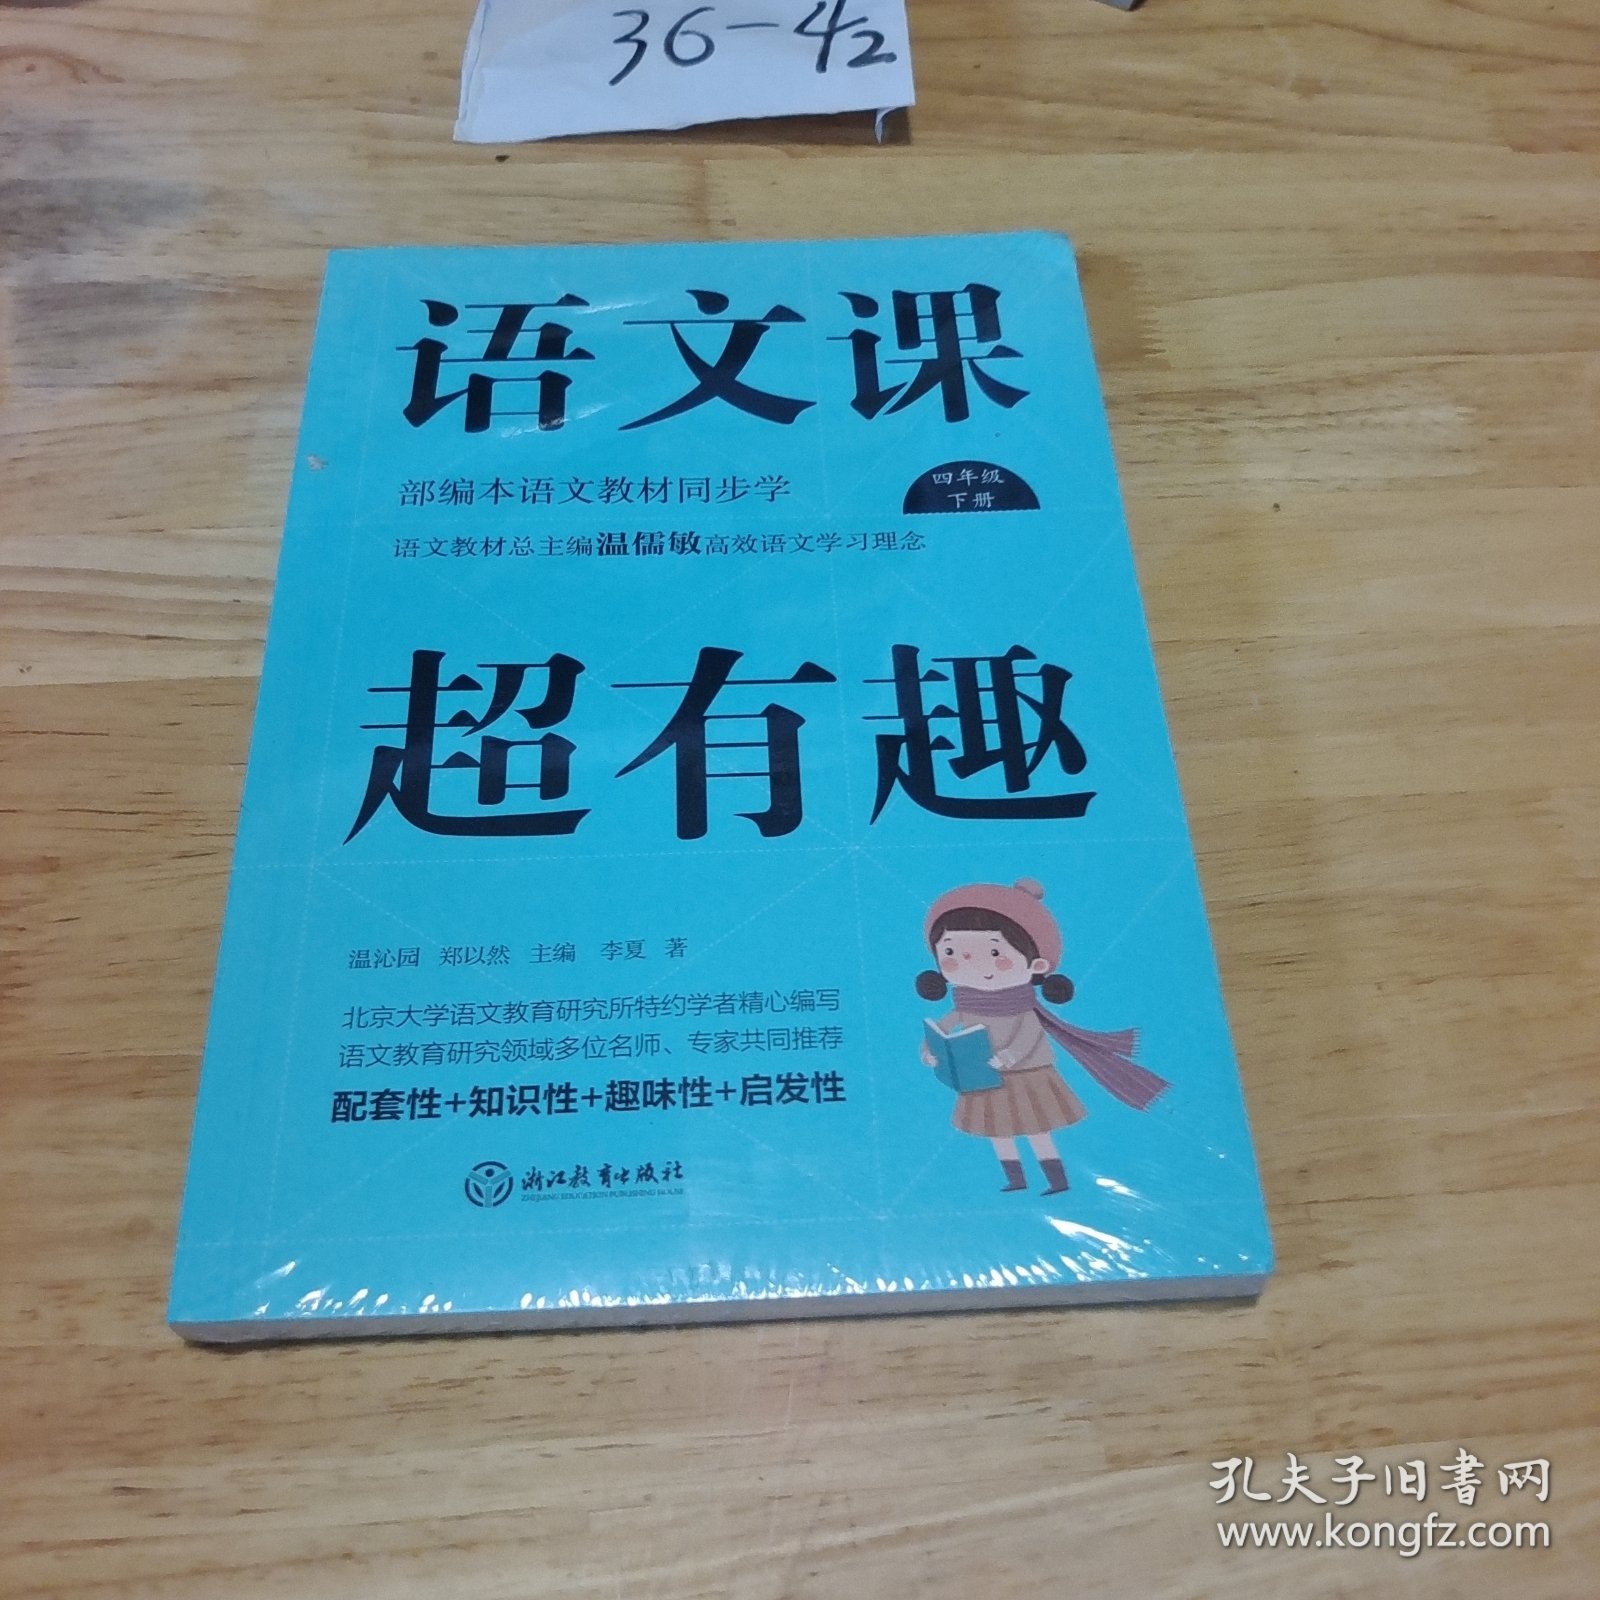 36-42
语文课
部编本语文教材同步学
四年级
下册
语文教材总主编温儒敏高效语文学习理念
超有趣
温沁园 郑以然 主编 李夏 著
北京大学语文教育研究所特约学者精心编写
语文教育研究领域多位名师、专家共同推荐
配套性+知识性+趣味性+启发性
浙江教育出版社
ZHEJIANG EDUCATION PUBLISHING HOUSE
孔夫子旧书网
www.kongfz.com